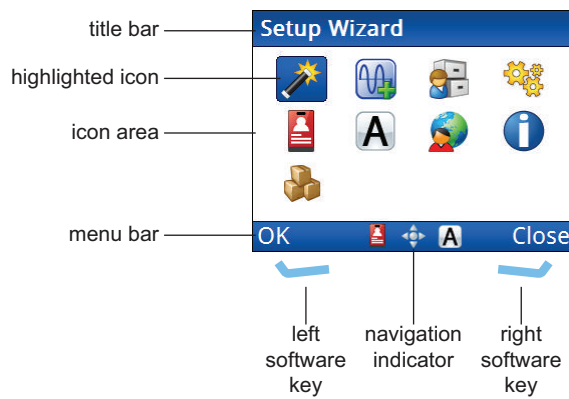 title bar
Setup Wizard
highlighted icon
icon area
A
menu bar
OK
A
Close
left
software
key
navigation
indicator
right
software
key